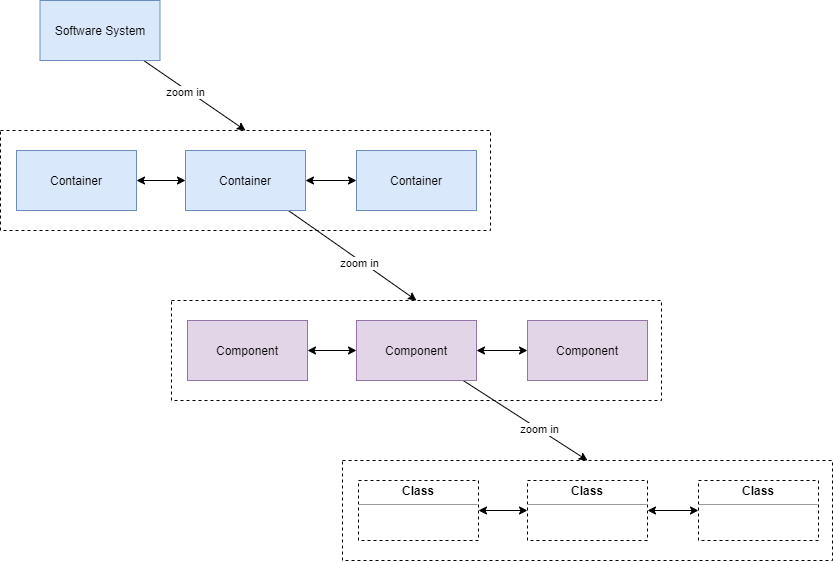 Software System
zoom in
Container
Container
Container
zoom in
Component
Component
Component
zoom in
Class
Class
Class